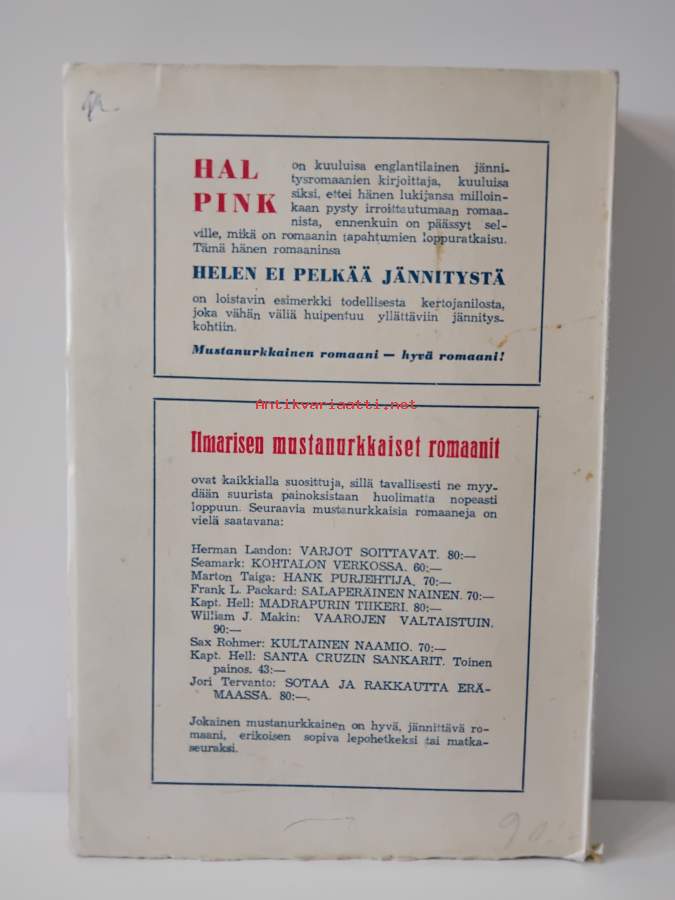 HAL PINK
on kuuluisa englantilainen jänni-
tysromaanien kirjoittaja, kuuluisa
siksi, ettei hänen lukijansa milloin-
kaan pysty irroittautumaan romaa-
nista, ennenkuin on päässyt sel-
ville, mikä on romaanin tapahtumien loppuratkaisu.
Tämä hänen romaaninsa
HELEN EI PELKÄÄ JÄNNITYSTÄ
on loistavin esimerkki todellisesta kertojanilosta,
joka vähän väliä huipentuu yllättäviin jännitys-
kohtiin.
Mustanurkkainen romaani — hyvä romaani!
Antikvariaatti.net
Ilmarisen mustanurkkaiset romaanit
ovat kaikkialla suosittuja, sillä tavallisesti ne myy-
dään suurista painoksistaan huolimatta nopeasti
loppuun. Seuraavia mustanurkkaisia romaaneja on
vielä saatavana:
Herman Landon: VARJOT SOITTAVAT. 80:—
Seamark: KOHTALON VERKOSSA. 60:—
Marton Taiga: HANK PURJEHTIJA. 70:—
Frank L. Packard: SALAPERÄINEN NAINEN. 70:—
Kapt. Hell: MADRAPURIN TIIKERI. 80:—
William J. Makin: VAAROJEN VALTAISTUIN.
90:—
Sax Rohmer: KULTAINEN NAAMIO. 70:—
Kapt. Hell: SANTA CRUZIN SANKARIT. Toinen
painos. 43:—
Jori Tervanto: SOTAA JA RAKKAUTTA ERÄ-
MAASSA. 80:—.
Jokainen mustanurkkainen on hyvä, jännittävä ro-
maani, erikoisen sopiva lepohetkeksi tai matka-
seuraksi.